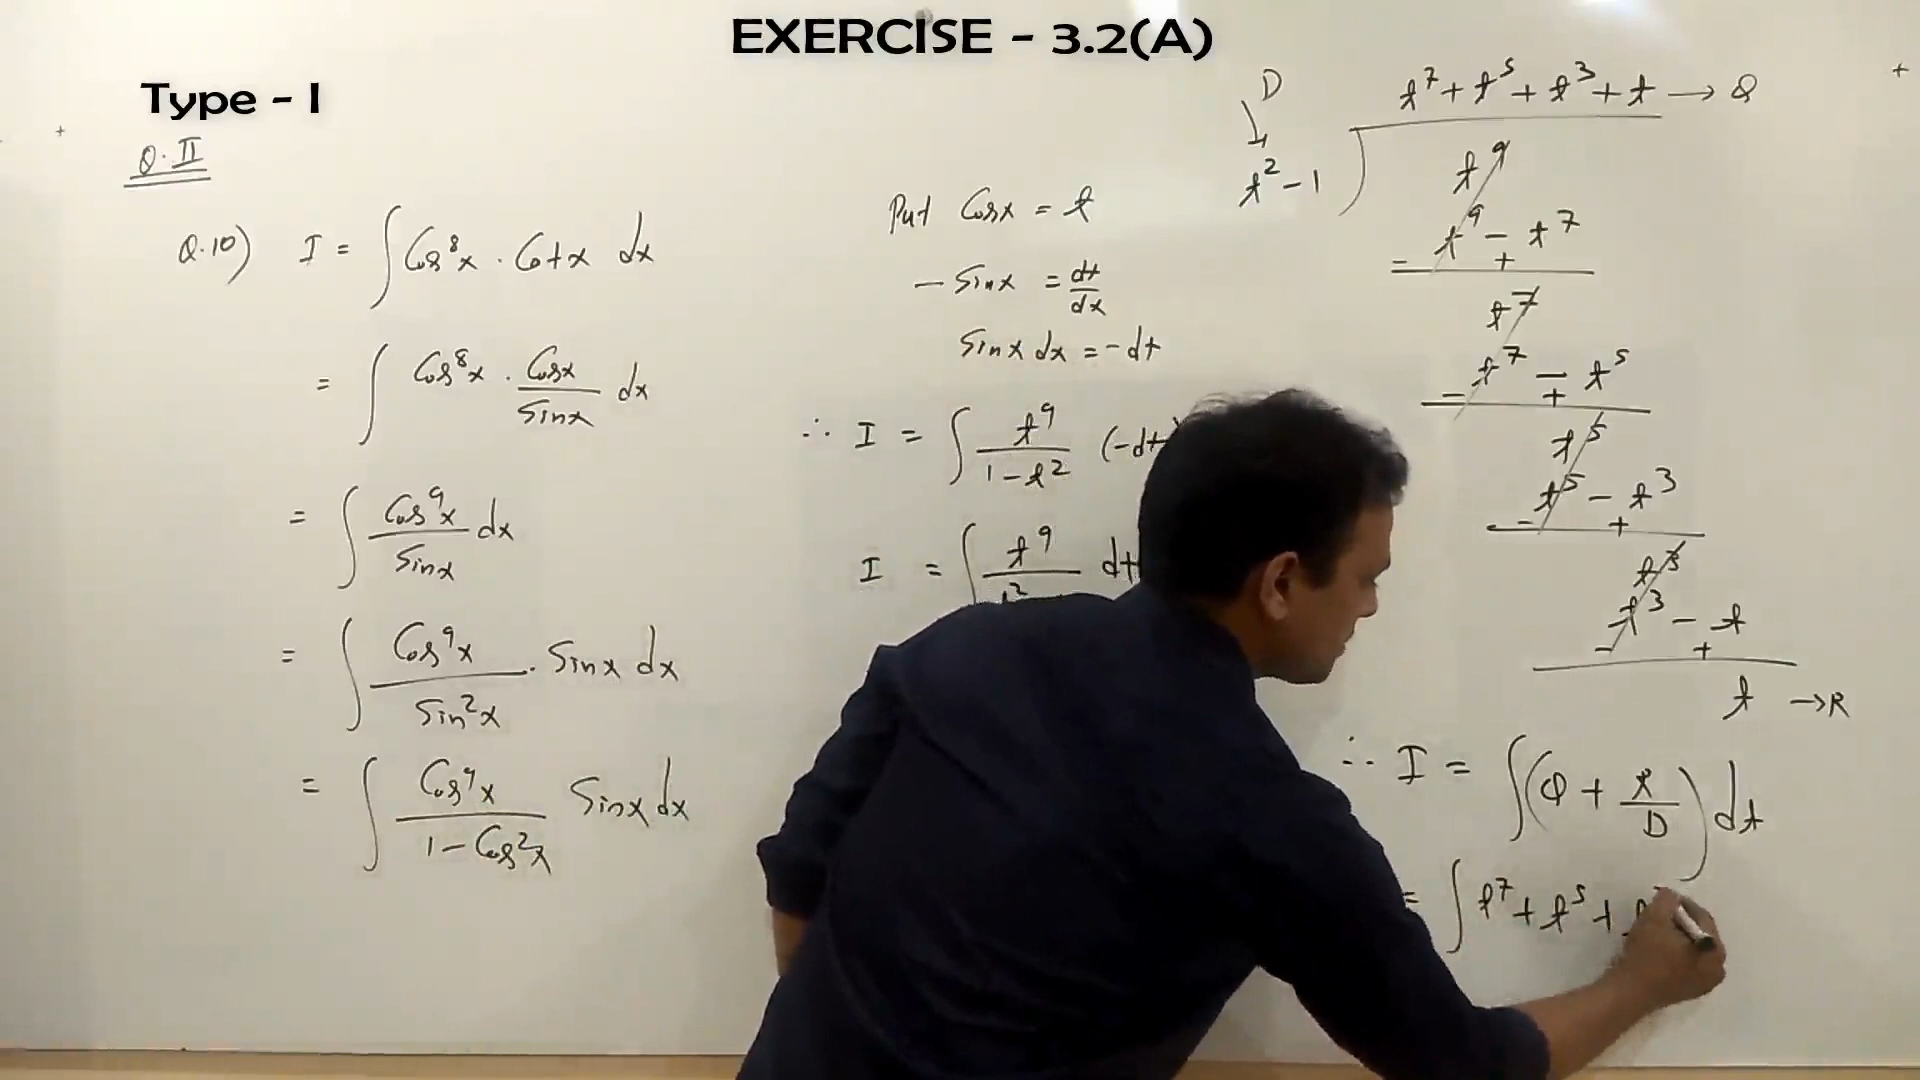 EXERCISE - 3.2(A)
Type - I
Q.II
Q.10) I = ∫ Cos⁸x . Cotx dx
= ∫ Cos⁸x . Cosx/Sinx dx
= ∫ Cos⁹x/Sinx dx
= ∫ Cos⁹x/Sin²x . Sinx dx
= ∫ Cos⁹x/1-Cos²x Sinx dx
Put Cosx = t
- Sinx = dt/dx
Sinx dx = -dt
∴ I = ∫ t⁹/1-t² (-dt
I = ∫ t⁹/t² dt
D
t⁷ + t⁵ + t³ + t → Q
t² - 1
t⁹
t⁹ - t⁷
- +
t⁷
t⁷ - t⁵
- +
t⁵
t⁵ - t³
- +
t³
t³ - t
- +
t → R
∴ I = ∫ (Q + R/D) dt
= ∫ t⁷ + t⁵ + t